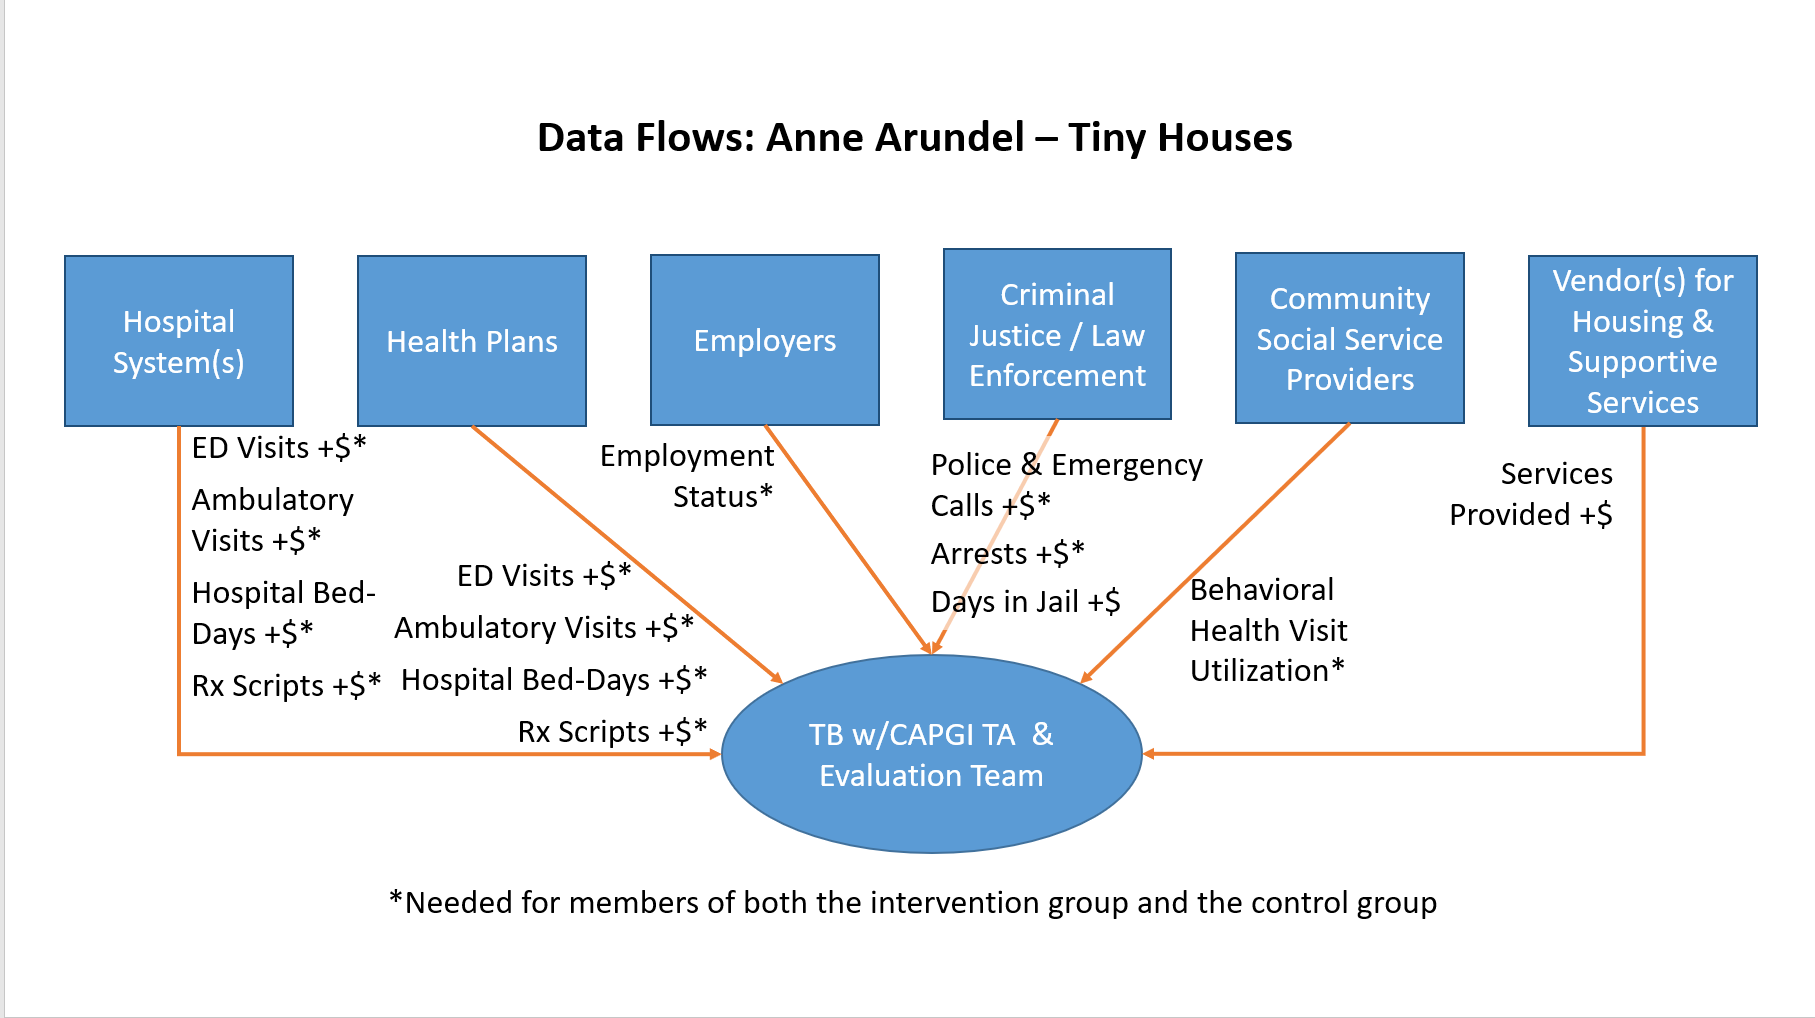 Data Flows: Anne Arundel – Tiny Houses
Hospital
System(s)
Health Plans
Employers
Criminal
Justice / Law
Enforcement
Community
Social Service
Providers
Vendor(s) for
Housing &
Supportive
Services
ED Visits +$*
Ambulatory
Visits +$*
Hospital Bed-
Days +$*
Rx Scripts +$*
ED Visits +$*
Ambulatory Visits +$*
Hospital Bed-Days +$*
Rx Scripts +$*
Employment
Status*
Police & Emergency
Calls +$*
Arrests +$*
Days in Jail +$
Behavioral
Health Visit
Utilization*
Services
Provided +$
TB w/CAPGI TA  &
Evaluation Team
*Needed for members of both the intervention group and the control group